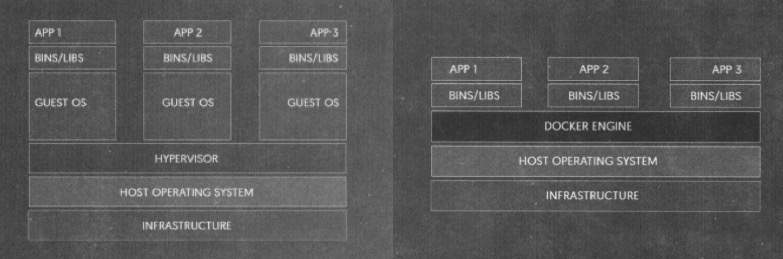 APP 1 APP 2 APP 3
BINS/LIBS BINS/LIBS BINS/LIBS
GUEST OS GUEST OS GUEST OS
HYPERVISOR
HOST OPERATING SYSTEM
INFRASTRUCTURE
APP 1 APP 2 APP 3
BINS/LIBS BINS/LIBS BINS/LIBS
DOCKER ENGINE
HOST OPERATING SYSTEM
INFRASTRUCTURE